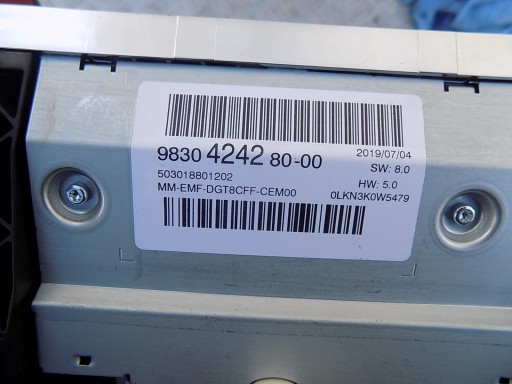 9830 4242 80-00
2019/07/04
503018801202
SW: 8.0
MM-EMF-DGT8CFF-CEM00
HW: 5.0
0LKN3K0W5479